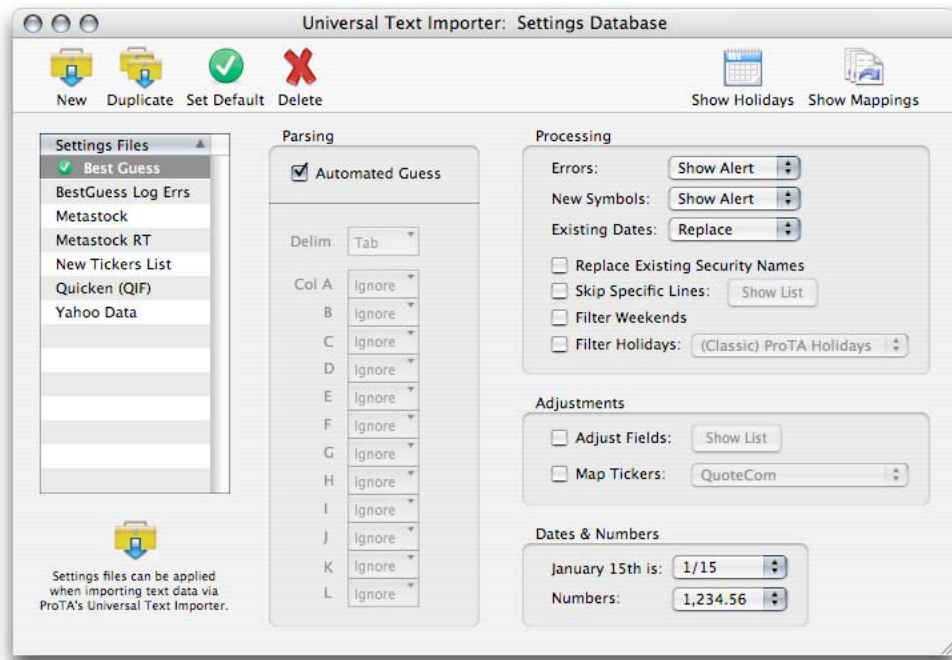 Universal Text Importer: Settings Database
New Duplicate Set Default Delete Show Holidays Show Mappings
Settings Files
Best Guess
BestGuess Log Errs
Metastock
Metastock RT
New Tickers List
Quicken (QIF)
Yahoo Data
Settings files can be applied
when importing text data via
ProTA's Universal Text Importer.
Parsing
Automated Guess
Delim Tab
Col A Ignore
B Ignore
C Ignore
D Ignore
E Ignore
F Ignore
G Ignore
H Ignore
I Ignore
J Ignore
K Ignore
L Ignore
Processing
Errors: Show Alert
New Symbols: Show Alert
Existing Dates: Replace
Replace Existing Security Names
Skip Specific Lines: Show List
Filter Weekends
Filter Holidays: (Classic) ProTA Holidays
Adjustments
Adjust Fields: Show List
Map Tickers: QuoteCom
Dates & Numbers
January 15th is: 1/15
Numbers: 1,234.56